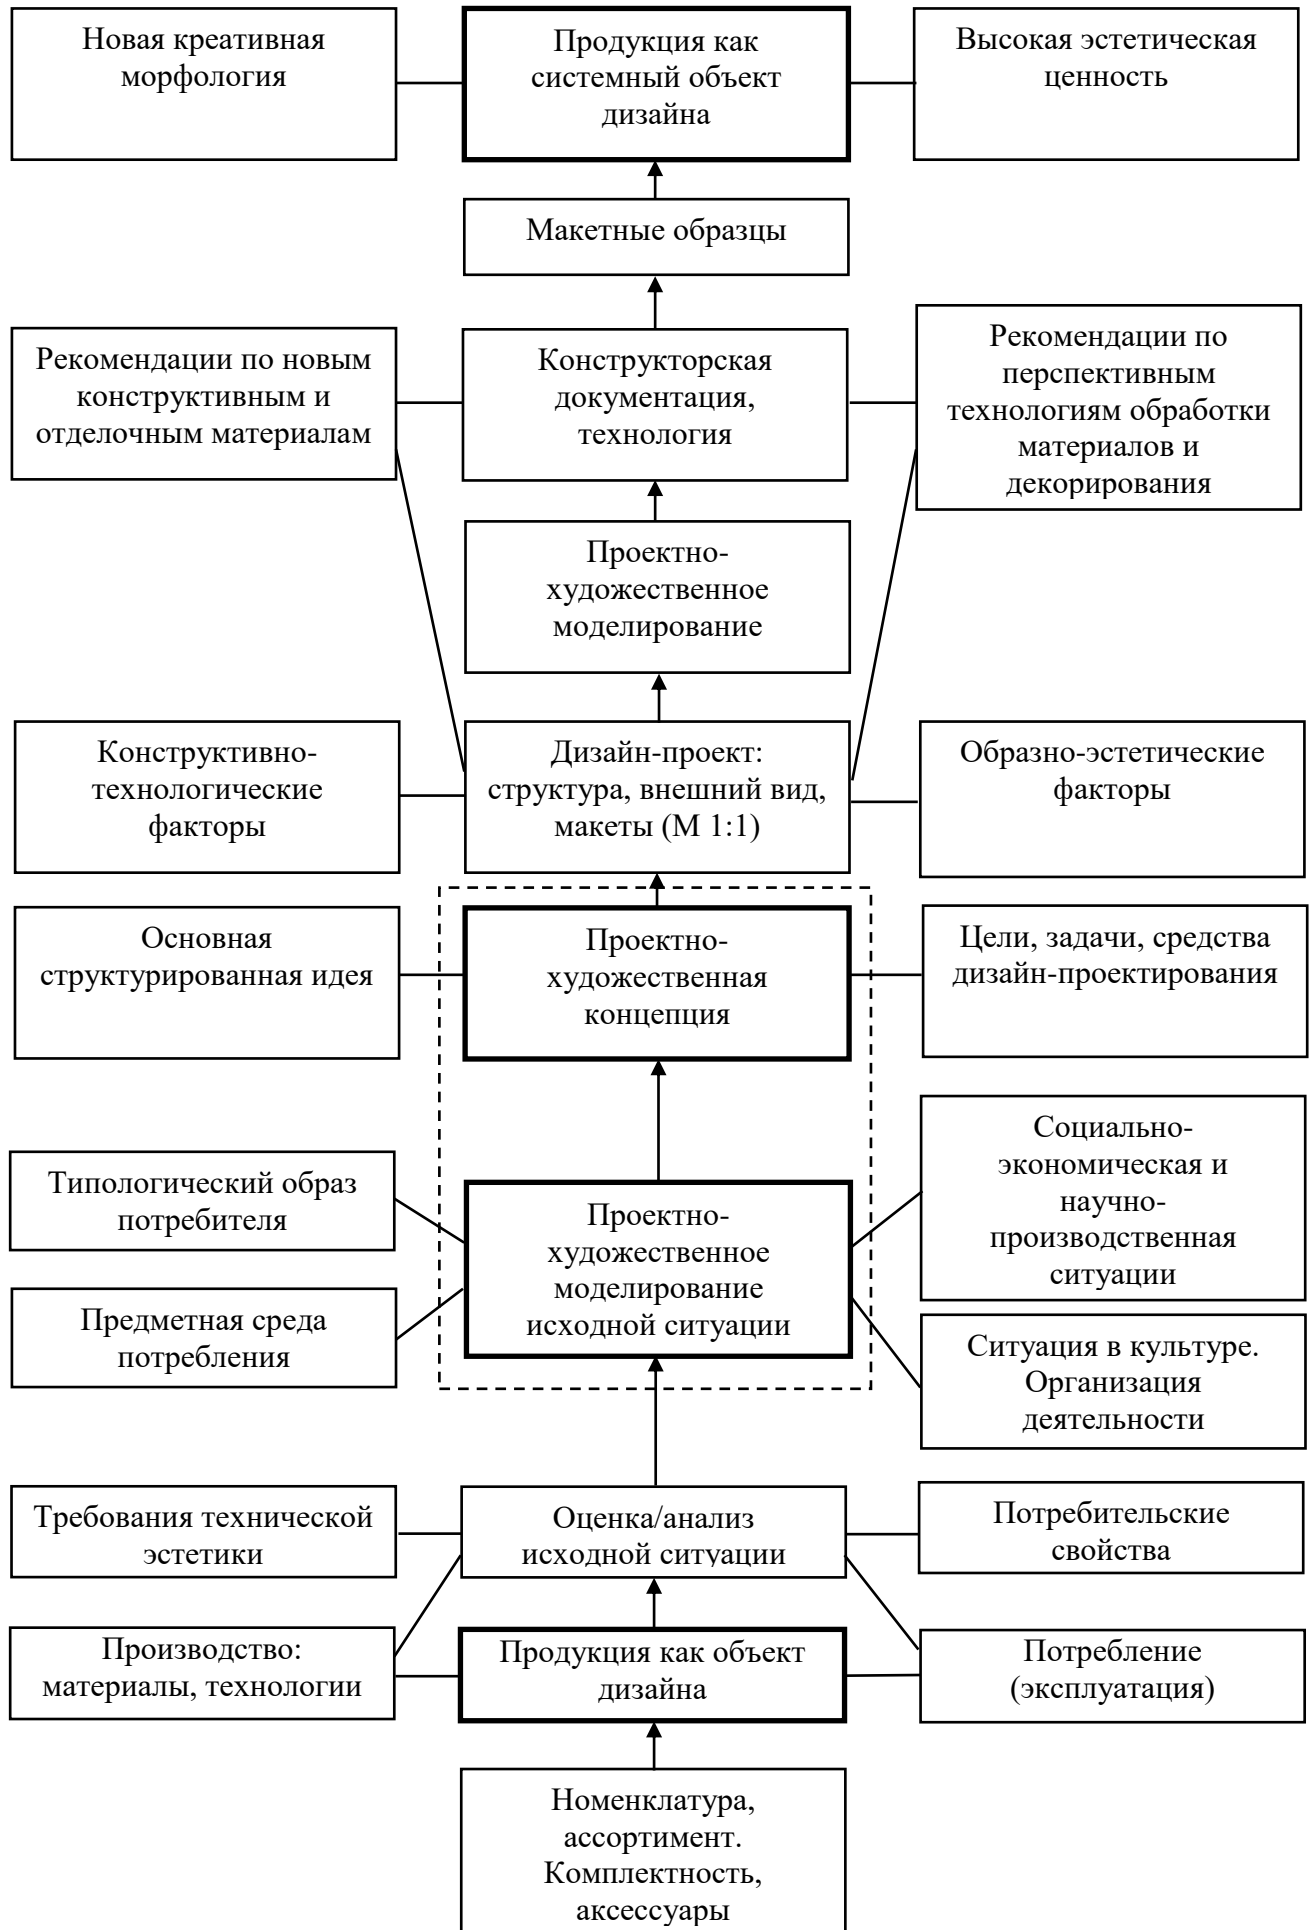 Новая креативная
морфология
Продукция как
системный объект
дизайна
Высокая эстетическая
ценность
Макетные образцы
Рекомендации по новым
конструктивным и
отделочным материалам
Конструкторская
документация,
технология
Рекомендации по
перспективным
технологиям обработки
материалов и
декорирования
Проектно-
художественное
моделирование
Конструктивно-
технологические
факторы
Дизайн-проект:
структура, внешний вид,
макеты (М 1:1)
Образно-эстетические
факторы
Основная
структурированная идея
Проектно-
художественная
концепция
Цели, задачи, средства
дизайн-проектирования
Типологический образ
потребителя
Предметная среда
потребления
Проектно-
художественное
моделирование
исходной ситуации
Социально-
экономическая и
научно-
производственная
ситуации
Ситуация в культуре.
Организация
деятельности
Требования технической
эстетики
Оценка/анализ
исходной ситуации
Потребительские
свойства
Производство:
материалы, технологии
Продукция как объект
дизайна
Потребление
(эксплуатация)
Номенклатура,
ассортимент.
Комплектность,
аксессуары